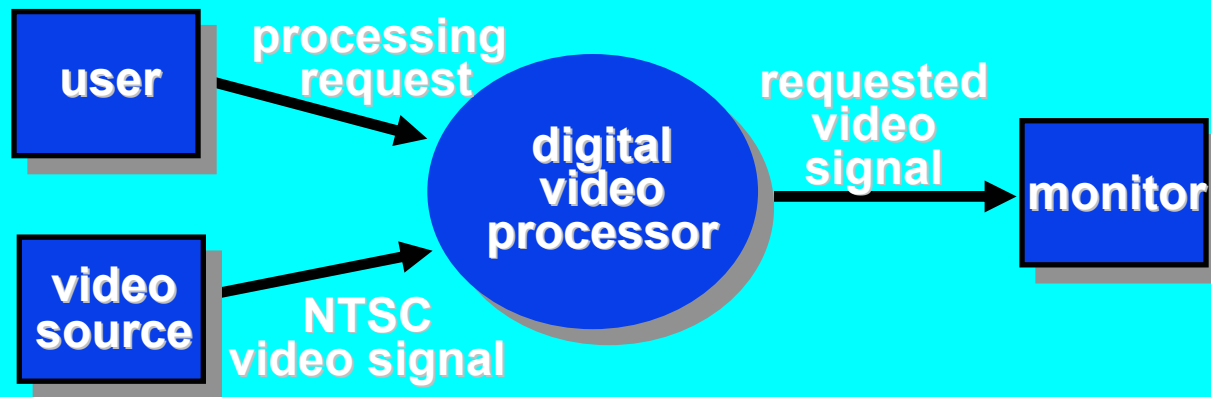 user
processing
request
digital
video
processor
requested
video
signal
monitor
video
source
NTSC
video signal